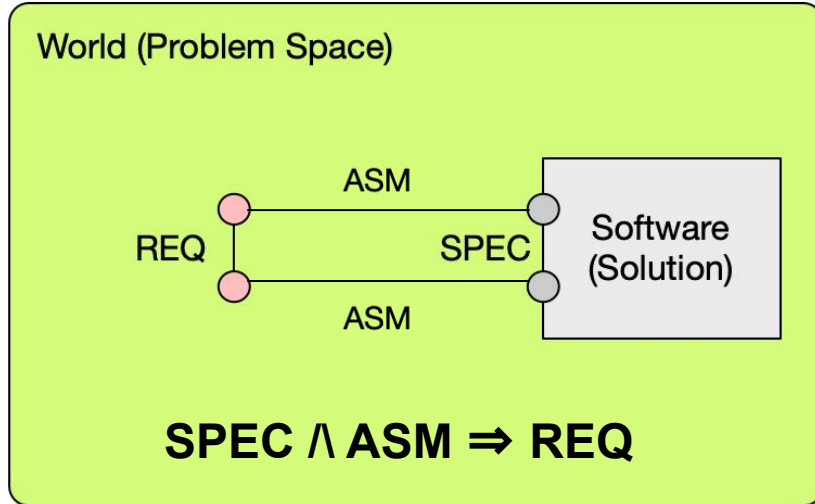 World (Problem Space)
ASM
REQ
SPEC
Software
(Solution)
ASM
SPEC /\ ASM ⇒ REQ